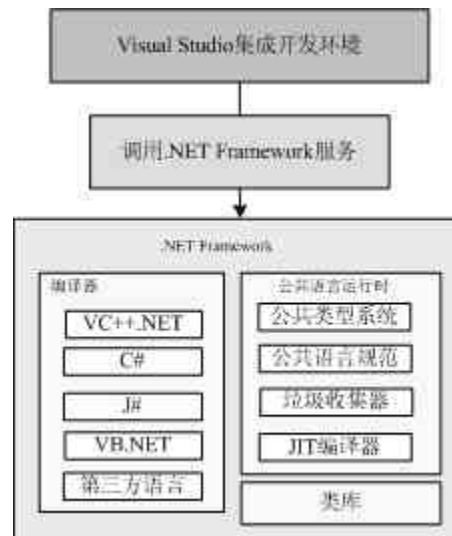 Visual Studio集成开发环境
调用.NET Framework服务
.NET Framework
编译器
VC++.NET
C#
J#
VB.NET
第三方语言
公共语言运行时
公共类型系统
公共语言规范
垃圾收集器
JIT编译器
类库